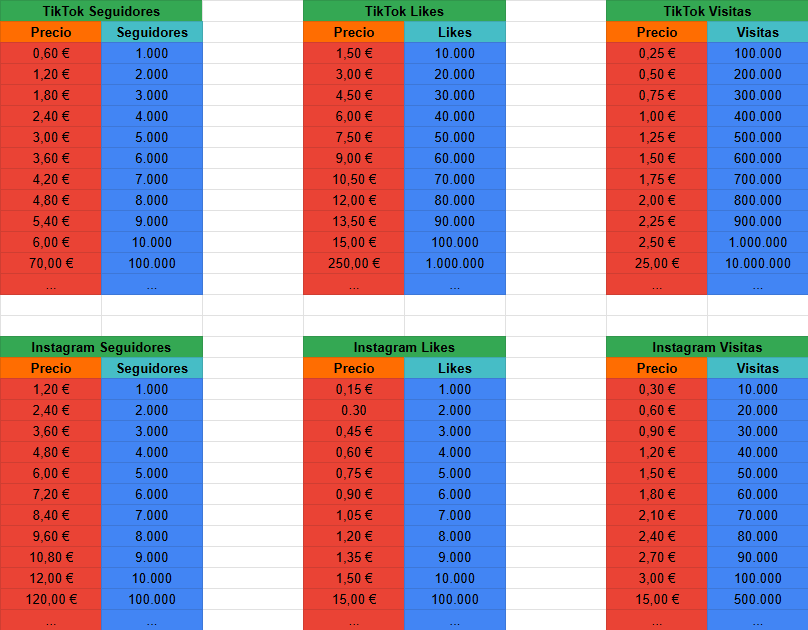 TikTok Seguidores TikTok Likes TikTok Visitas
Precio Seguidores Precio Likes Precio Visitas
0,60 € 1.000 1,50 € 10.000 0,25 € 100.000
1,20 € 2.000 3,00 € 20.000 0,50 € 200.000
1,80 € 3.000 4,50 € 30.000 0,75 € 300.000
2,40 € 4.000 6,00 € 40.000 1,00 € 400.000
3,00 € 5.000 7,50 € 50.000 1,25 € 500.000
3,60 € 6.000 9,00 € 60.000 1,50 € 600.000
4,20 € 7.000 10,50 € 70.000 1,75 € 700.000
4,80 € 8.000 12,00 € 80.000 2,00 € 800.000
5,40 € 9.000 13,50 € 90.000 2,25 € 900.000
6,00 € 10.000 15,00 € 100.000 2,50 € 1.000.000
70,00 € 100.000 250,00 € 1.000.000 25,00 € 10.000.000
... ... ... ... ... ...
Instagram Seguidores Instagram Likes Instagram Visitas
Precio Seguidores Precio Likes Precio Visitas
1,20 € 1.000 0,15 € 1.000 0,30 € 10.000
2,40 € 2.000 0.30 2.000 0,60 € 20.000
3,60 € 3.000 0,45 € 3.000 0,90 € 30.000
4,80 € 4.000 0,60 € 4.000 1,20 € 40.000
6,00 € 5.000 0,75 € 5.000 1,50 € 50.000
7,20 € 6.000 0,90 € 6.000 1,80 € 60.000
8,40 € 7.000 1,05 € 7.000 2,10 € 70.000
9,60 € 8.000 1,20 € 8.000 2,40 € 80.000
10,80 € 9.000 1,35 € 9.000 2,70 € 90.000
12,00 € 10.000 1,50 € 10.000 3,00 € 100.000
120,00 € 100.000 15,00 € 100.000 15,00 € 500.000
... ... ... ... ... ...